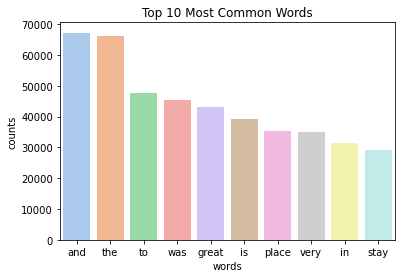 Top 10 Most Common Words
70000
60000
50000
40000
30000
20000
10000
0
counts
and the to was great is place very in stay
words